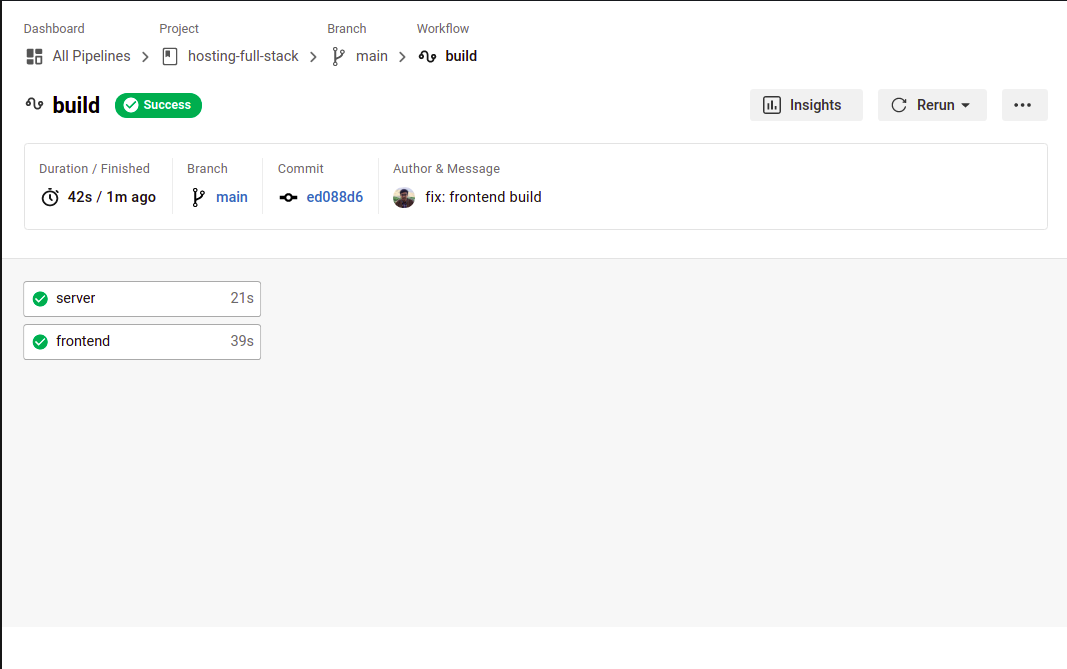 Dashboard Project Branch Workflow
All Pipelines hosting-full-stack main build
build Success Insights Rerun
Duration / Finished Branch Commit Author & Message
42s / 1m ago main ed088d6 fix: frontend build
server 21s
frontend 39s